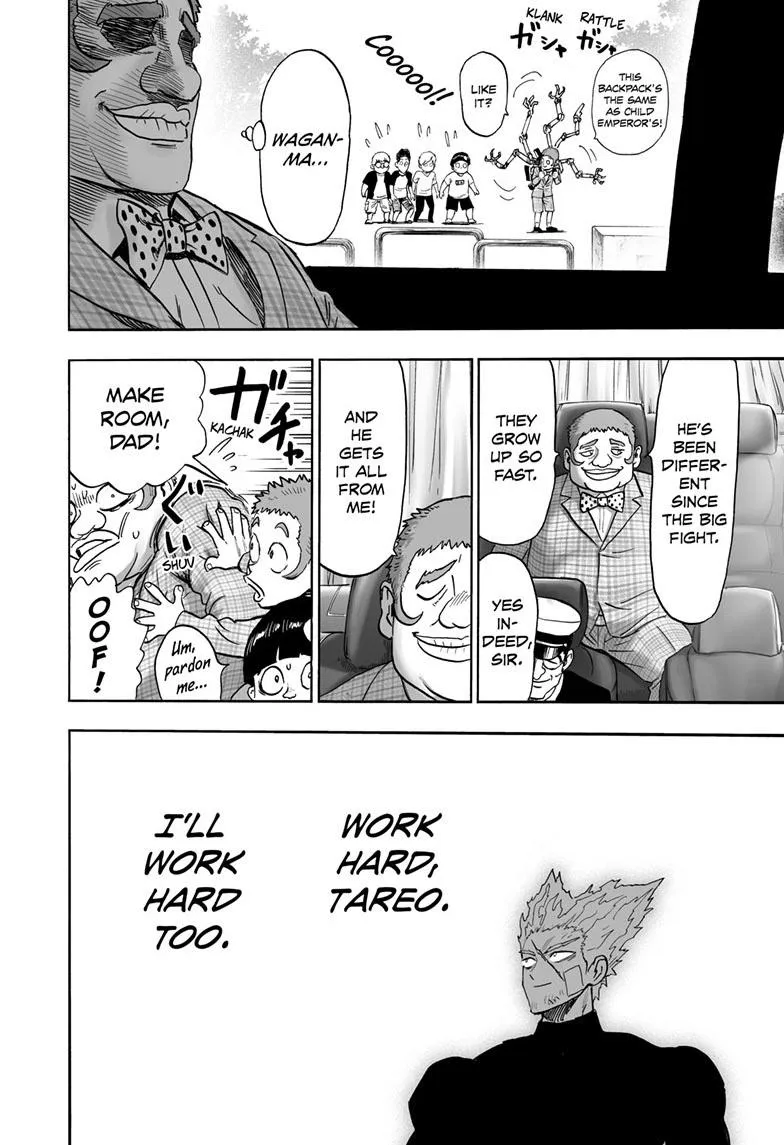 THIS
BACKPACK'S
THE SAME
AS CHILD
EMPEROR'S!
RATTLE
ガシャ
KLANK
ガシャ
LIKE
IT?
Coooool!!
WAGAN-
MA...
HE'S
BEEN
DIFFER-
ENT
SINCE
THE BIG
FIGHT.
THEY
GROW
UP SO
FAST.
YES
IN-
DEED,
SIR.
AND
HE
GETS
IT ALL
FROM
ME!
ガチャ
KACHAK
MAKE
ROOM,
DAD!
ぐい
SHUV
Um,
pardon
me...
OOF!
WORK
HARD,
TAREO.
I'LL
WORK
HARD
TOO.